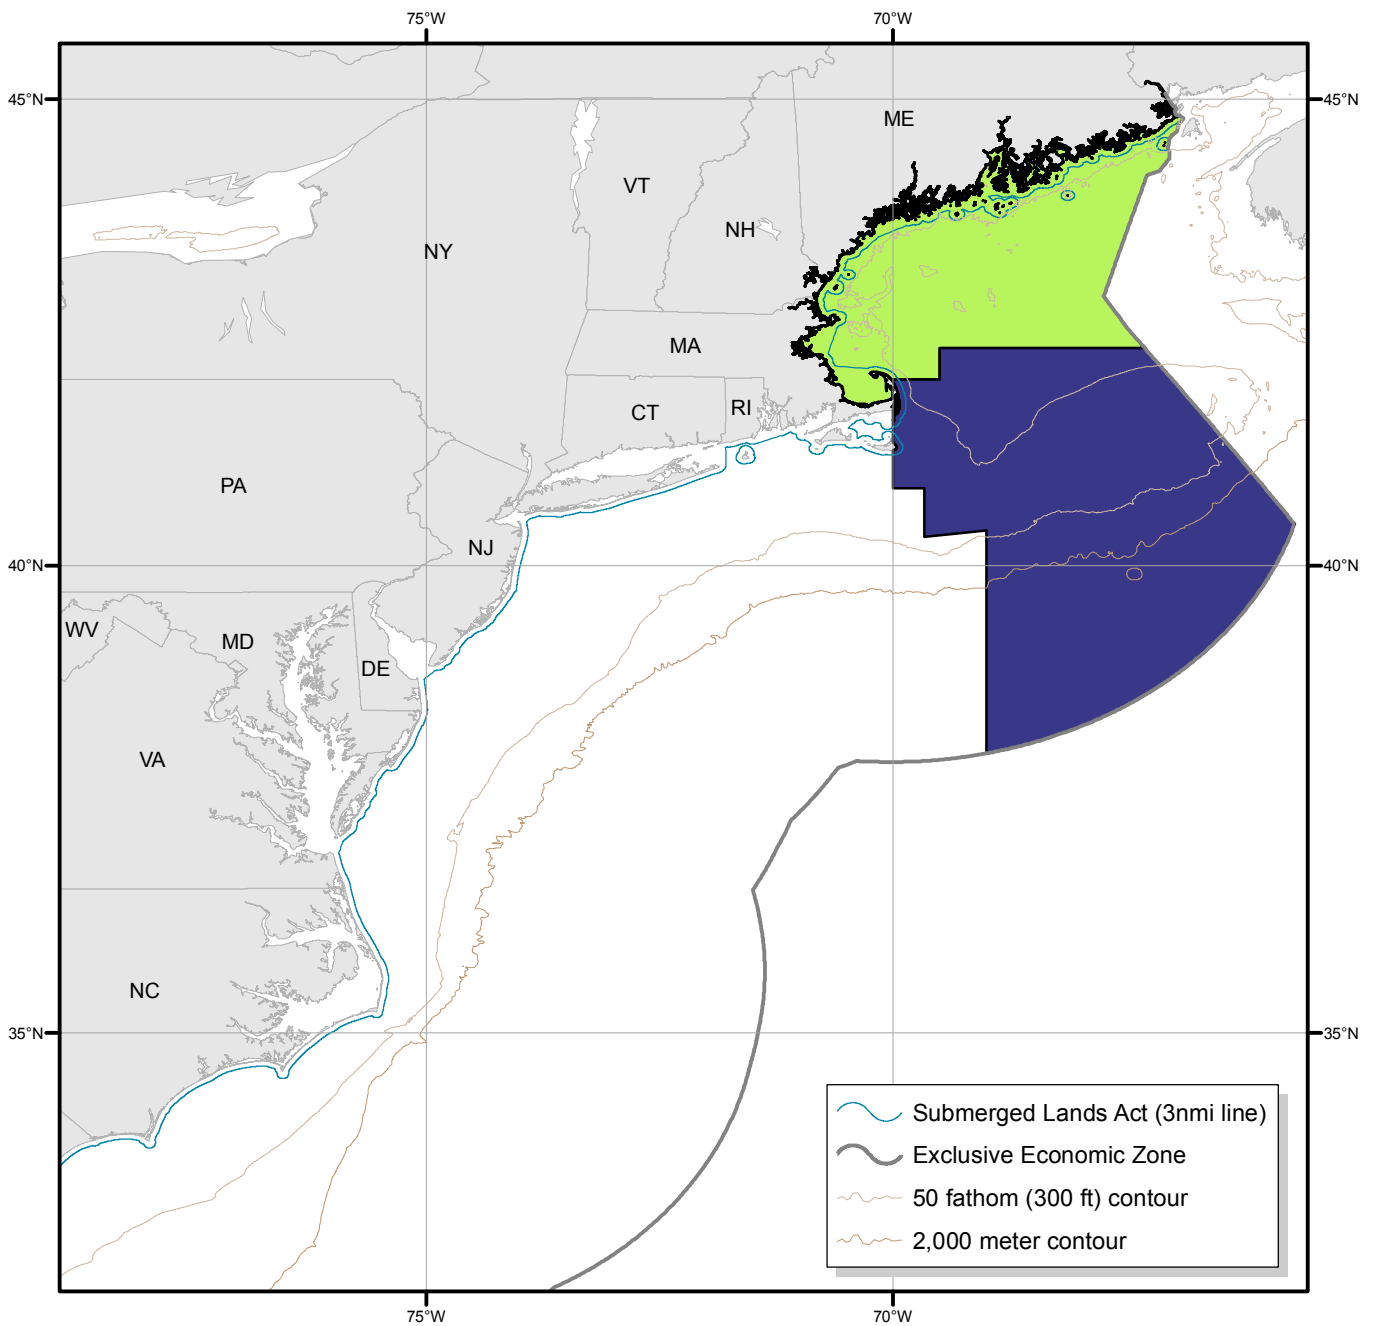 75°W
70°W
45°N
45°N
ME
VT
NH
NY
MA
CT
RI
PA
NJ
40°N
40°N
WV
MD
DE
VA
NC
35°N
35°N
Submerged Lands Act (3nmi line)
Exclusive Economic Zone
50 fathom (300 ft) contour
2,000 meter contour
75°W
70°W